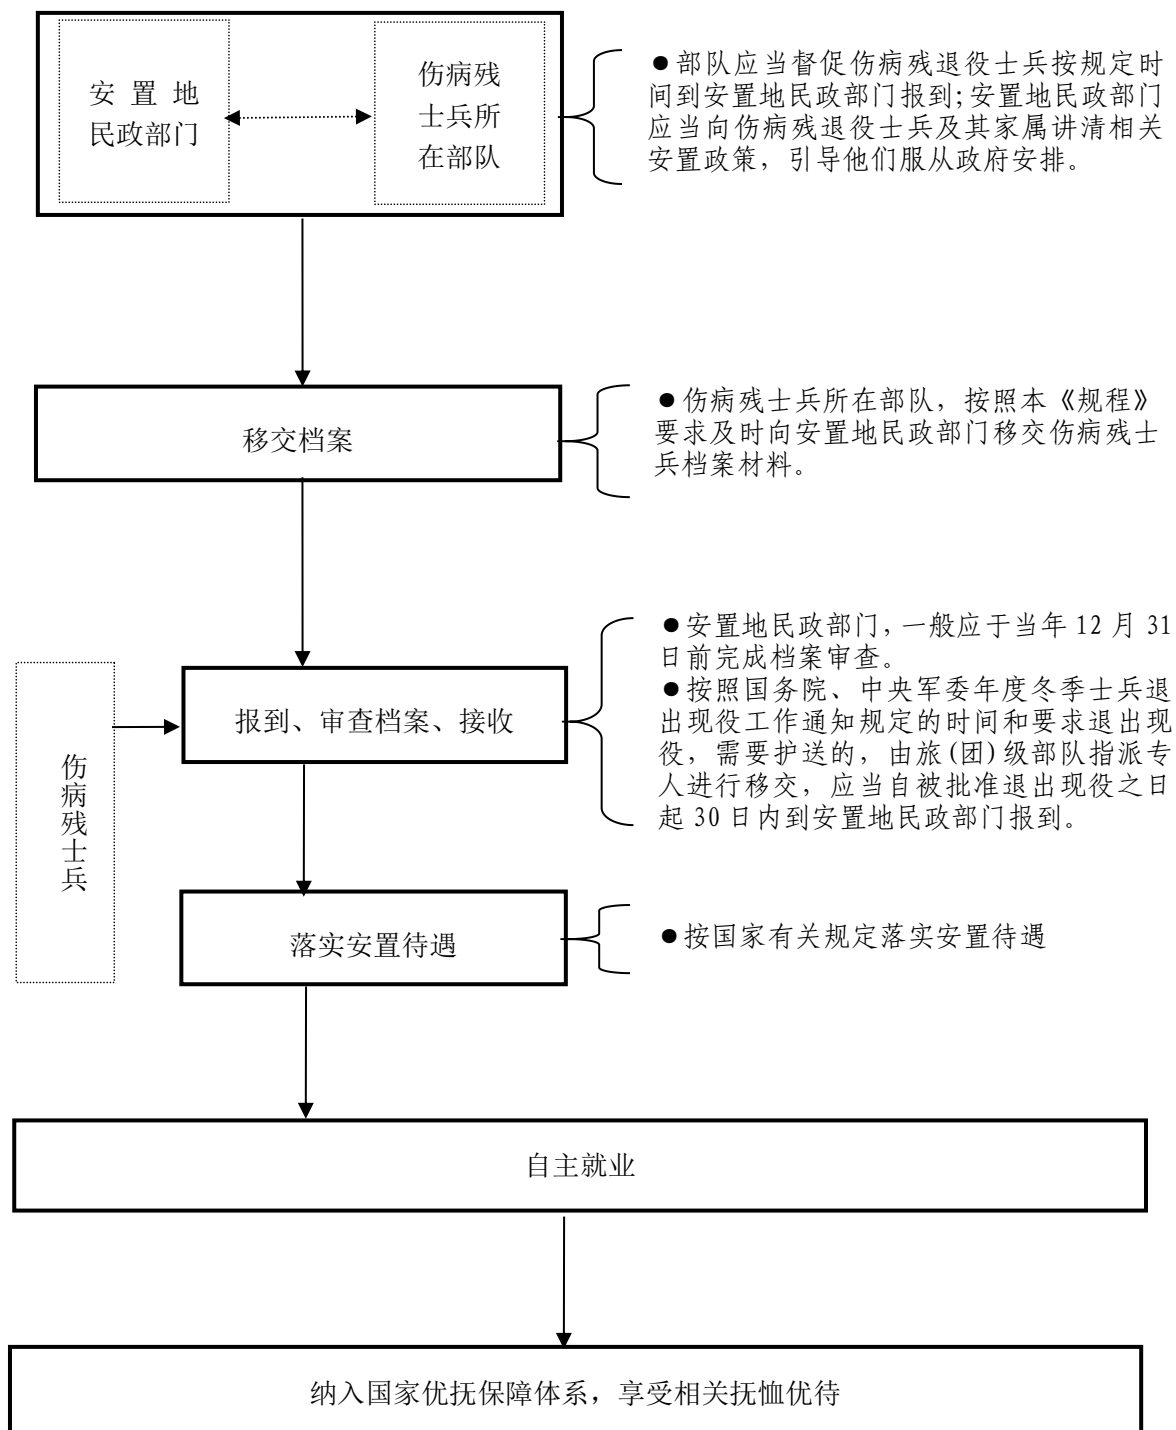 安 置 地
民政部门
伤病残
士兵所
在部队
●部队应当督促伤病残退役士兵按规定时
间到安置地民政部门报到;安置地民政部门
应当向伤病残退役士兵及其家属讲清相关
安置政策，引导他们服从政府安排。
移交档案
●伤病残士兵所在部队，按照本《规程》
要求及时向安置地民政部门移交伤病残士
兵档案材料。
伤病残士兵
报到、审查档案、接收
●安置地民政部门,一般应于当年 12 月 31
日前完成档案审查。
●按照国务院、中央军委年度冬季士兵退
出现役工作通知规定的时间和要求退出现
役，需要护送的，由旅(团)级部队指派专
人进行移交，应当自被批准退出现役之日
起 30 日内到安置地民政部门报到。
落实安置待遇
●按国家有关规定落实安置待遇
自主就业
纳入国家优抚保障体系，享受相关抚恤优待